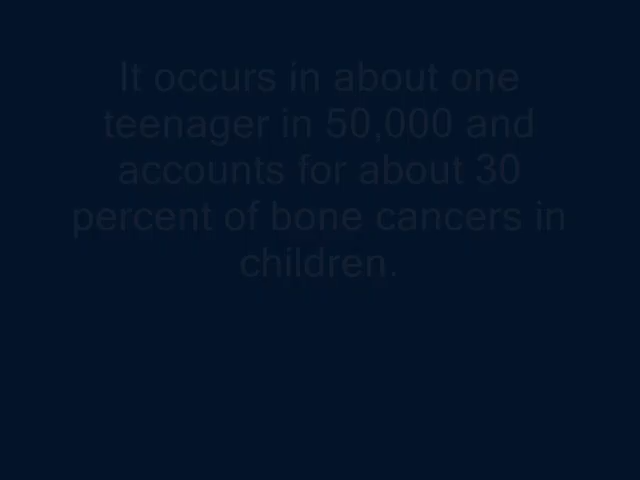 It occurs in about one
teenager in 50,000 and
accounts for about 30
percent of bone cancers in
children.